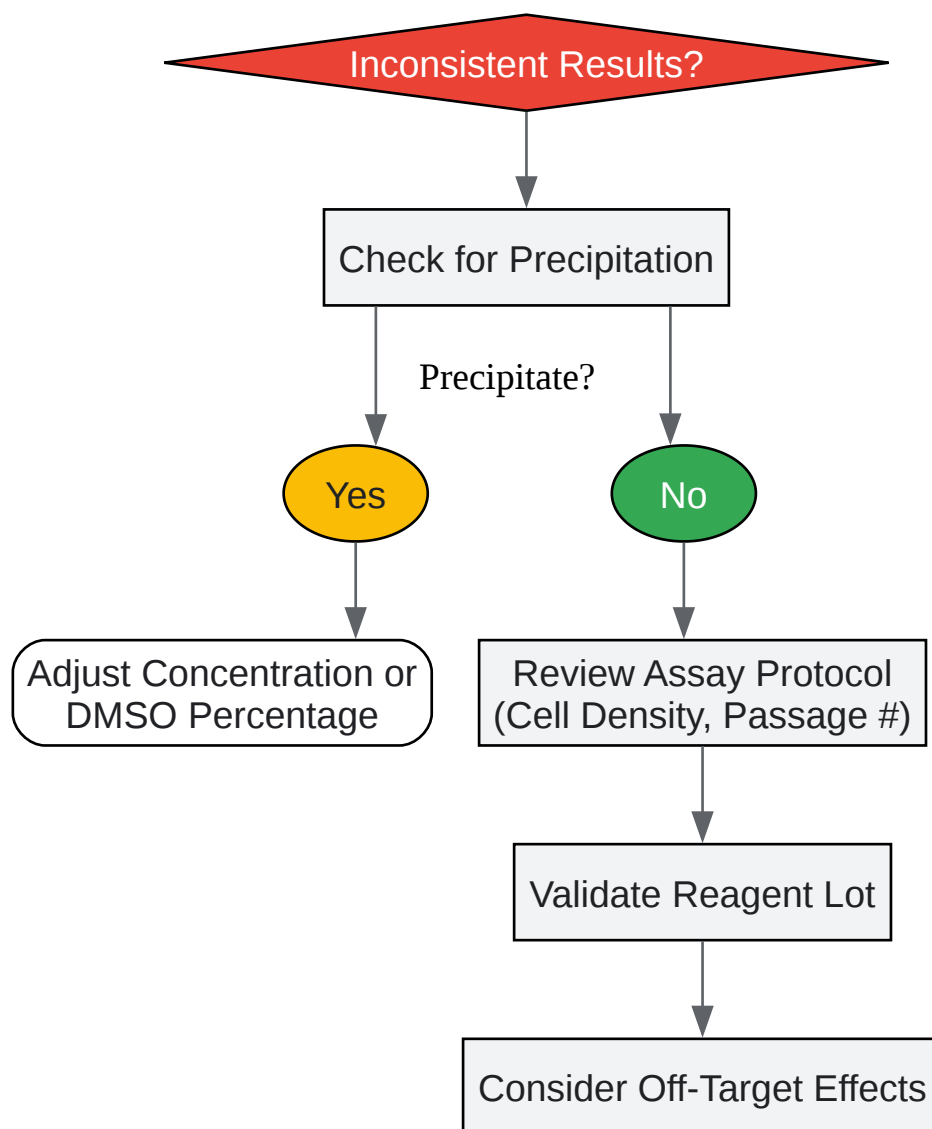 Inconsistent Results?
Check for Precipitation
Precipitate?
Yes
No
Adjust Concentration or
DMSO Percentage
Review Assay Protocol
(Cell Density, Passage #)
Validate Reagent Lot
Consider Off-Target Effects